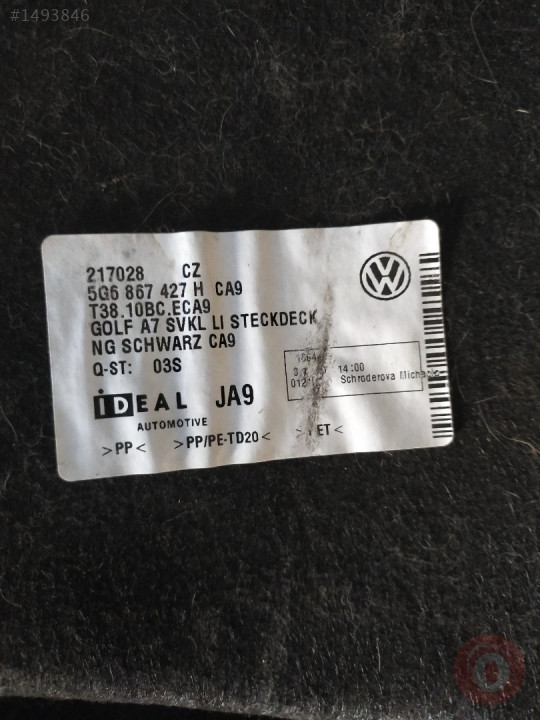 #1493846
217028 CZ
5G6 867 427 H CA9
T38.10BC.ECA9
GOLF A7 SVKL LI STECKDECK
NG SCHWARZ CA9
Q-ST: 03S
14:00
Schroderova
iDEAL JA9
AUTOMOTIVE
>PP< >PP/PE-TD20<